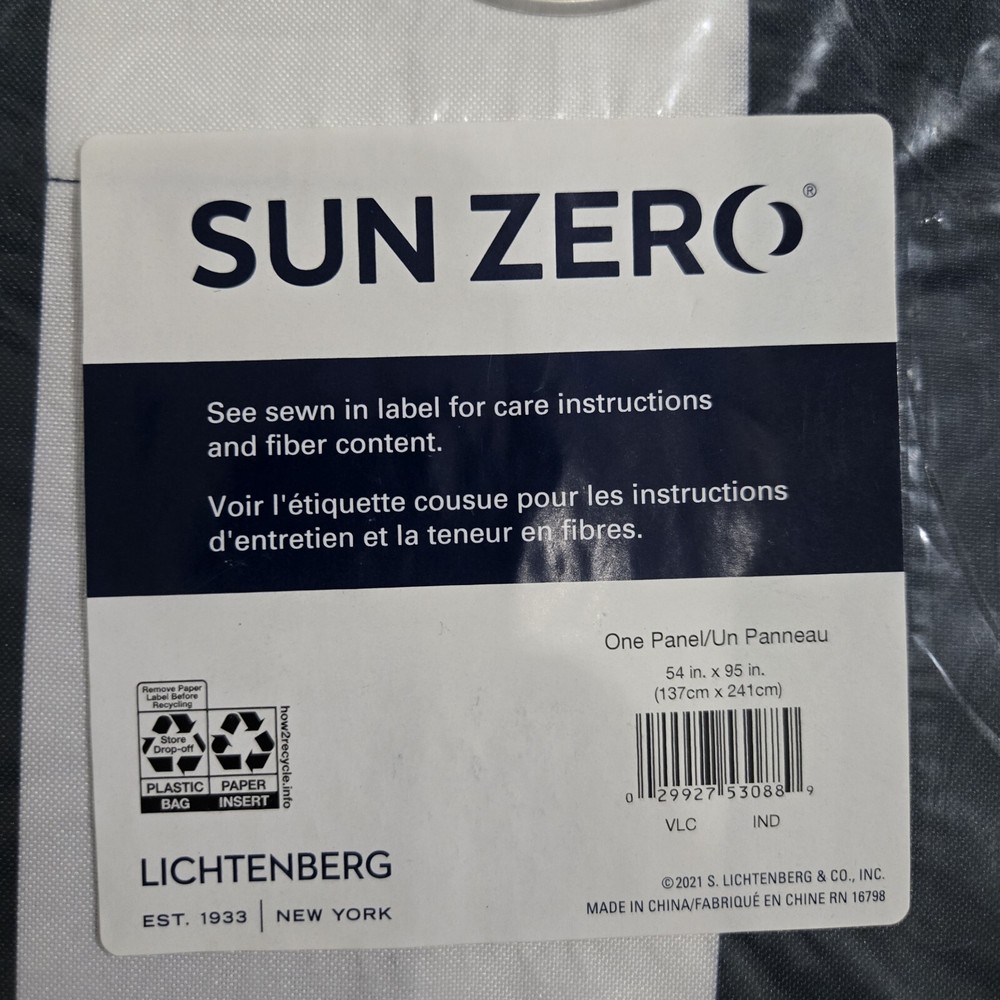 SUN ZERO®
See sewn in label for care instructions
and fiber content.
Voir l'étiquette cousue pour les instructions
d'entretien et la teneur en fibres.
One Panel/Un Panneau
54 in. x 95 in.
(137cm x 241cm)
0 29927 53088 9
VLC IND
Remove Paper
Label Before
Recycling
Store
Drop-off
PLASTIC
BAG
PAPER
INSERT
how2recycle.info
LICHTENBERG
EST. 1933 | NEW YORK
©2021 S. LICHTENBERG & CO., INC.
MADE IN CHINA/FABRIQUÉ EN CHINE RN 16798